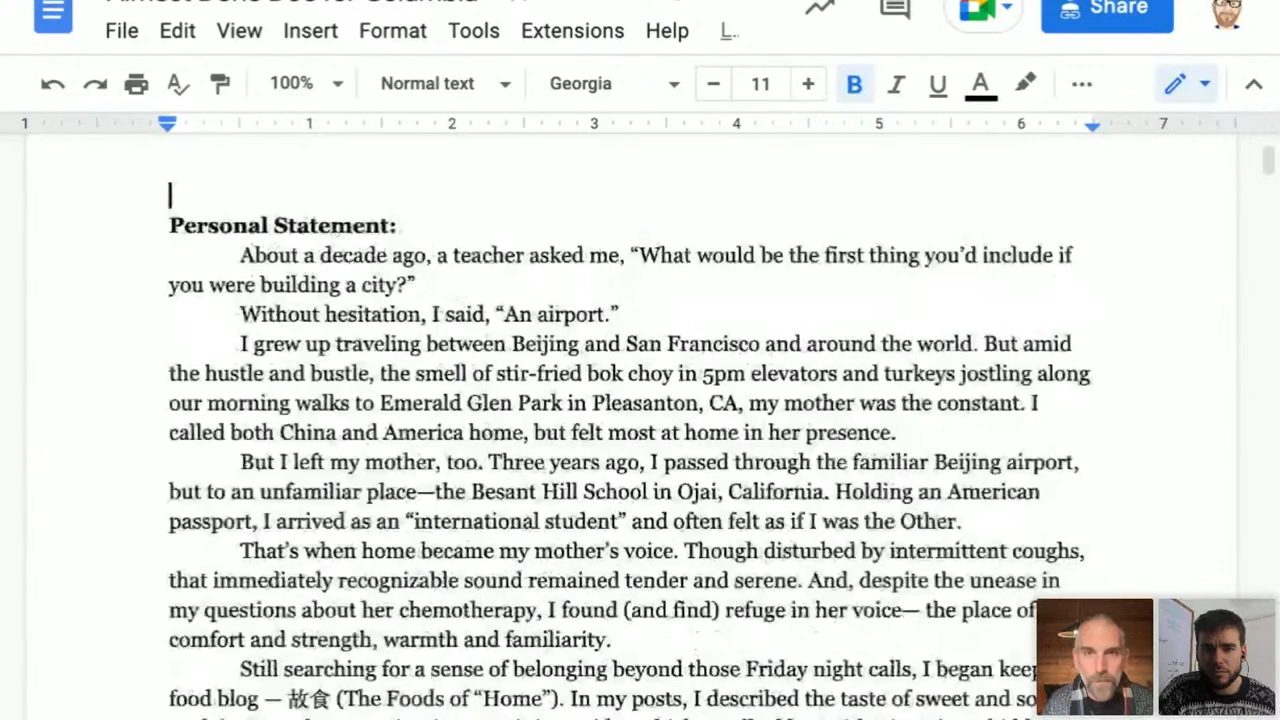 Share
File Edit View Insert Format Tools Extensions Help
100% Normal text Georgia 11 B I U A
1 1 2 3 4 5 6 7
Personal Statement:
About a decade ago, a teacher asked me, “What would be the first thing you’d include if
you were building a city?”
Without hesitation, I said, “An airport.”
I grew up traveling between Beijing and San Francisco and around the world. But amid
the hustle and bustle, the smell of stir-fried bok choy in 5pm elevators and turkeys jostling along
our morning walks to Emerald Glen Park in Pleasanton, CA, my mother was the constant. I
called both China and America home, but felt most at home in her presence.
But I left my mother, too. Three years ago, I passed through the familiar Beijing airport,
but to an unfamiliar place—the Besant Hill School in Ojai, California. Holding an American
passport, I arrived as an “international student” and often felt as if I was the Other.
That’s when home became my mother’s voice. Though disturbed by intermittent coughs,
that immediately recognizable sound remained tender and serene. And, despite the unease in
my questions about her chemotherapy, I found (and find) refuge in her voice— the place of
comfort and strength, warmth and familiarity.
Still searching for a sense of belonging beyond those Friday night calls, I began
food blog — 故食 (The Foods of “Home”). In my posts, I described the taste of sweet and